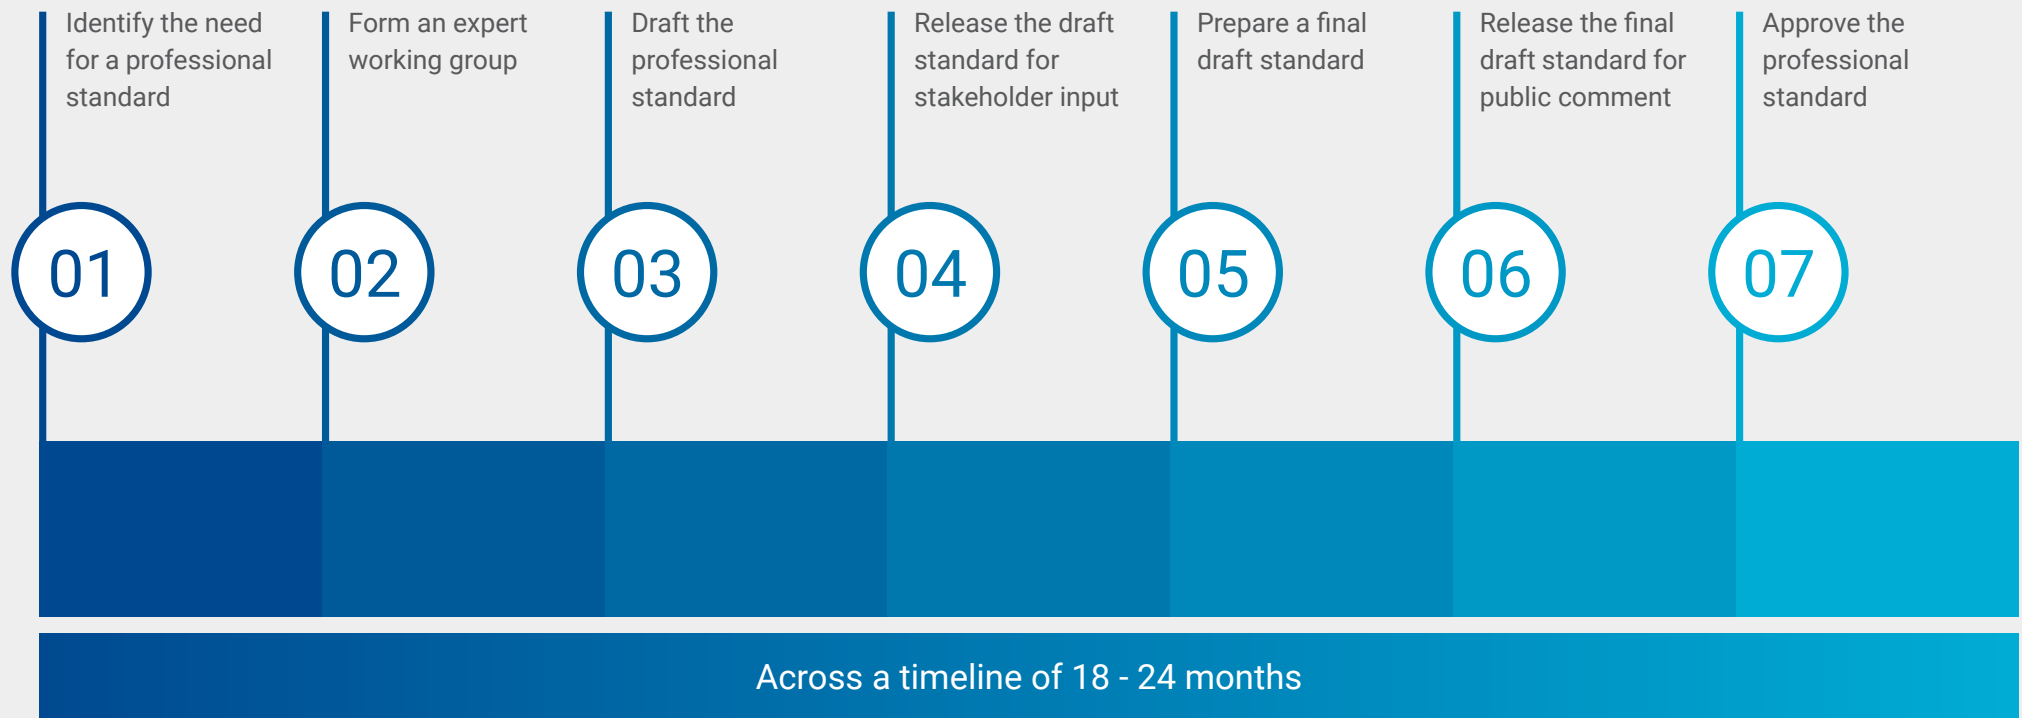 Identify the need
for a professional
standard
Form an expert
working group
Draft the
professional
standard
Release the draft
standard for
stakeholder input
Prepare a final
draft standard
Release the final
draft standard for
public comment
Approve the
professional
standard
01
02
03
04
05
06
07
Across a timeline of 18 - 24 months